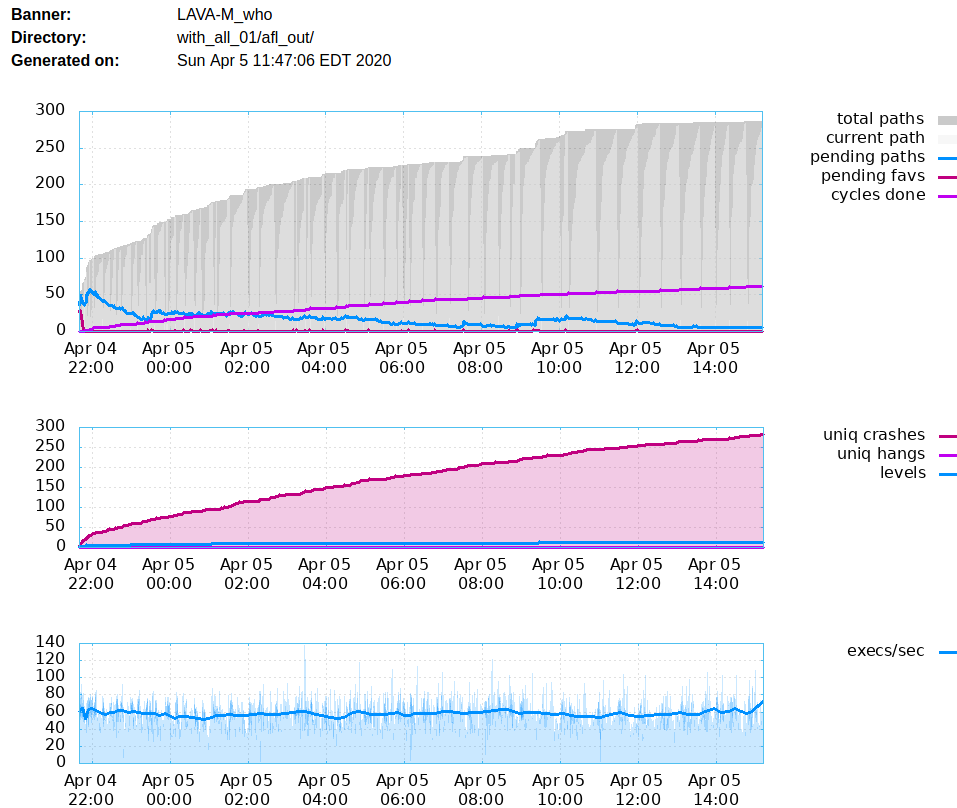 Banner: LAVA-M_who
Directory: with_all_01/afl_out/
Generated on: Sun Apr 5 11:47:06 EDT 2020
300
250
200
150
100
50
0
Apr 04 Apr 05 Apr 05 Apr 05 Apr 05 Apr 05 Apr 05 Apr 05 Apr 05
22:00 00:00 02:00 04:00 06:00 08:00 10:00 12:00 14:00
total paths
current path
pending paths
pending favs
cycles done
300
250
200
150
100
50
0
Apr 04 Apr 05 Apr 05 Apr 05 Apr 05 Apr 05 Apr 05 Apr 05 Apr 05
22:00 00:00 02:00 04:00 06:00 08:00 10:00 12:00 14:00
uniq crashes
uniq hangs
levels
140
120
100
80
60
40
20
0
Apr 04 Apr 05 Apr 05 Apr 05 Apr 05 Apr 05 Apr 05 Apr 05 Apr 05
22:00 00:00 02:00 04:00 06:00 08:00 10:00 12:00 14:00
execs/sec